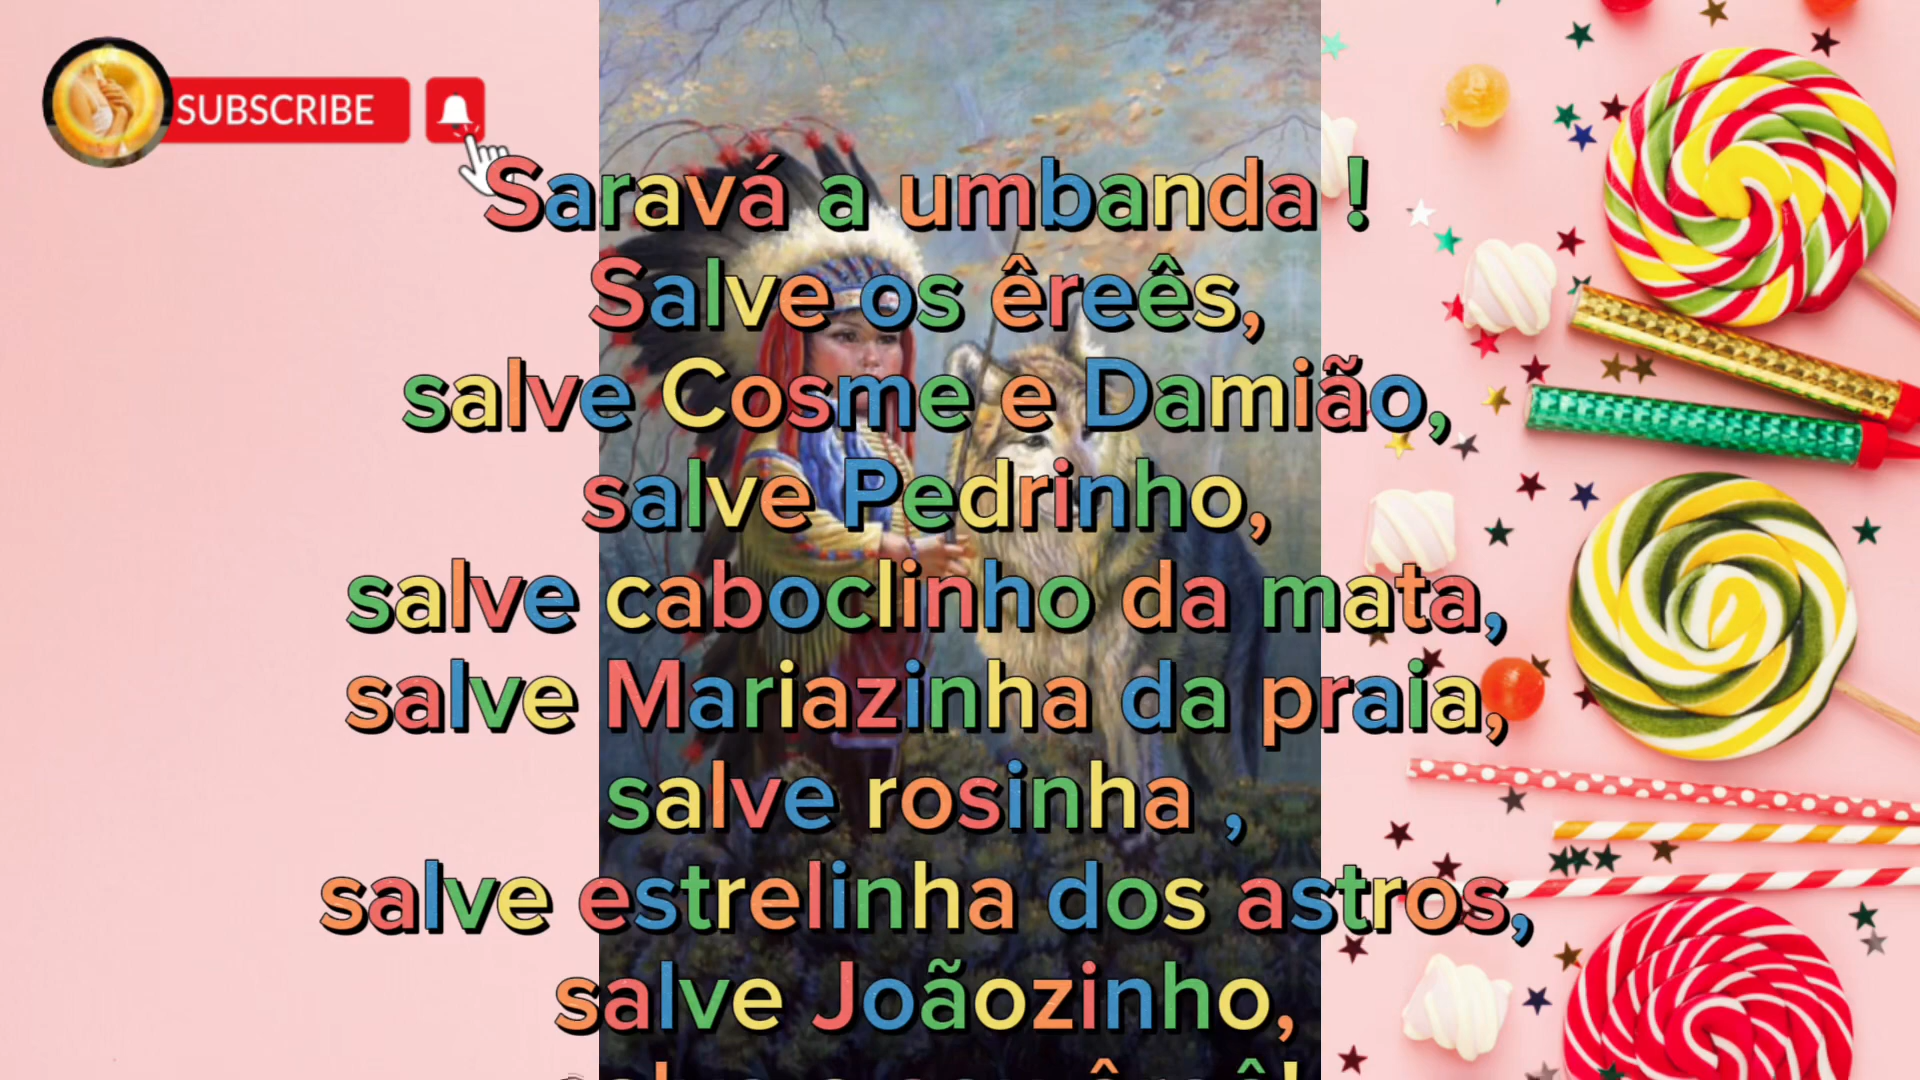 SUBSCRIBE
Saravá a umbanda !
Salve os êreês,
salve Cosme e Damião,
salve Pedrinho,
salve caboclinho da mata,
salve Mariazinha da praia,
salve rosinha ,
salve estrelinha dos astros,
salve Joãozinho,